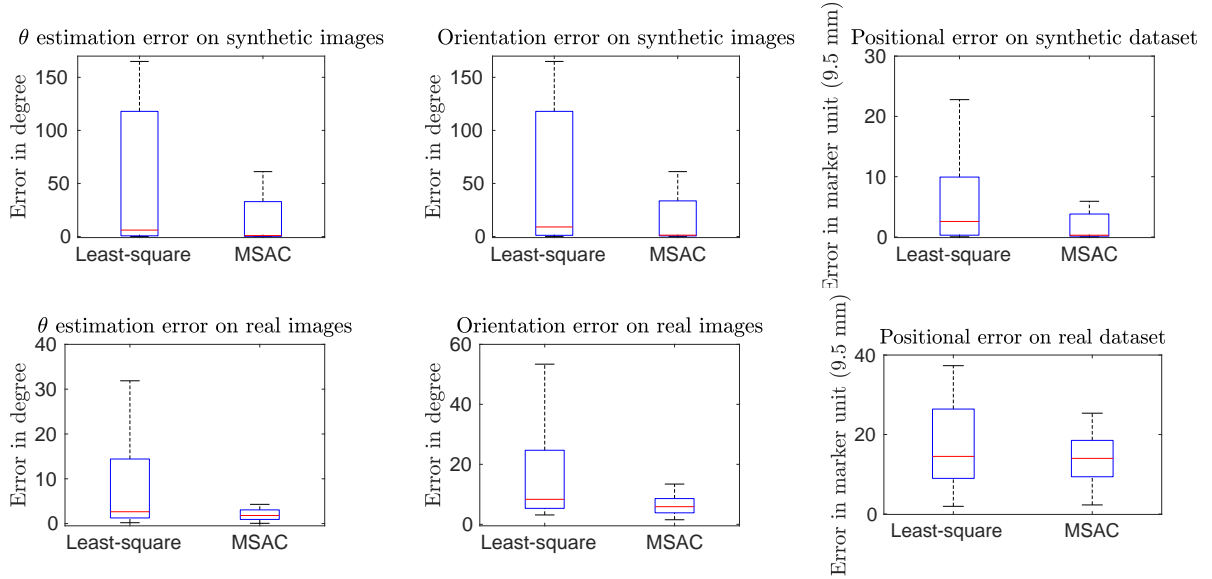 θ estimation error on synthetic images
Error in degree
150
100
50
0
Least-square MSAC
Orientation error on synthetic images
Error in degree
150
100
50
0
Least-square MSAC
Positional error on synthetic dataset
Error in marker unit (9.5 mm)
30
20
10
0
Least-square MSAC
θ estimation error on real images
Error in degree
40
30
20
10
0
Least-square MSAC
Orientation error on real images
Error in degree
60
40
20
0
Least-square MSAC
Positional error on real dataset
Error in marker unit (9.5 mm)
40
20
0
Least-square MSAC